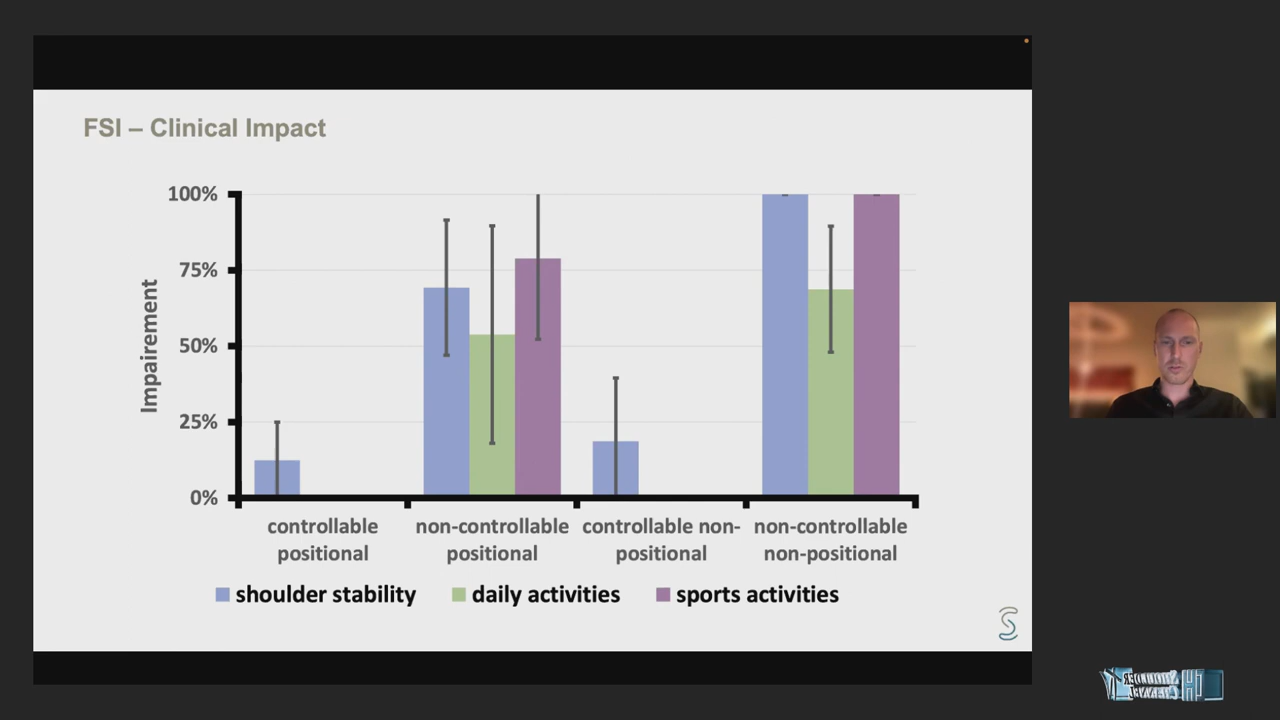 FSI – Clinical Impact
100%
75%
50%
25%
0%
Impairement
controllable positional
non-controllable positional
controllable non-positional
non-controllable non-positional
shoulder stability
daily activities
sports activities